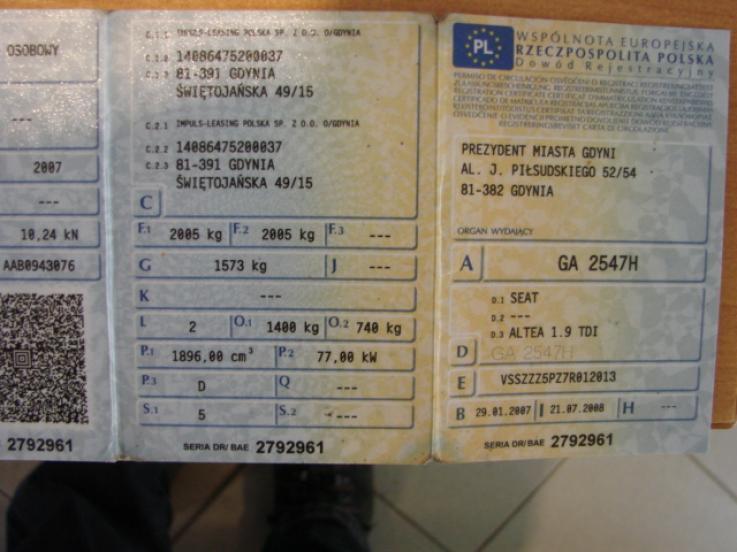 OSOBOWY
---
2007
---
10,24 kN
AAB0943076
2792961
C.1.1 IMPULS-LEASING POLSKA SP. Z O.O. O/GDYNIA
C.1.2 14086475200037
C.1.3 81-391 GDYNIA
ŚWIĘTOJAŃSKA 49/15
C.2.1 IMPULS-LEASING POLSKA SP. Z O.O. O/GDYNIA
C.2.2 14086475200037
C.2.3 81-391 GDYNIA
ŚWIĘTOJAŃSKA 49/15
C
F.1 2005 kg F.2 2005 kg F.3 ---
G 1573 kg J ---
K ---
L 2 O.1 1400 kg O.2 740 kg
P.1 1896,00 cm³ P.2 77,00 kW
P.3 D Q ---
S.1 5 S.2 ----
SERIA DR/BAE 2792961
PL
WSPÓLNOTA EUROPEJSKA
RZECZPOSPOLITA POLSKA
Dowód Rejestracyjny
PREZYDENT MIASTA GDYNI
AL. J. PIŁSUDSKIEGO 52/54
81-382 GDYNIA
ORGAN WYDAJĄCY
A GA 2547H
D.1 SEAT
D.2 ---
D.3 ALTEA 1.9 TDI
D GA 2547H
E VSSZZZ5PZ7R012013
B 29.01.2007 I 21.07.2008 H ---
SERIA DR/BAE 2792961